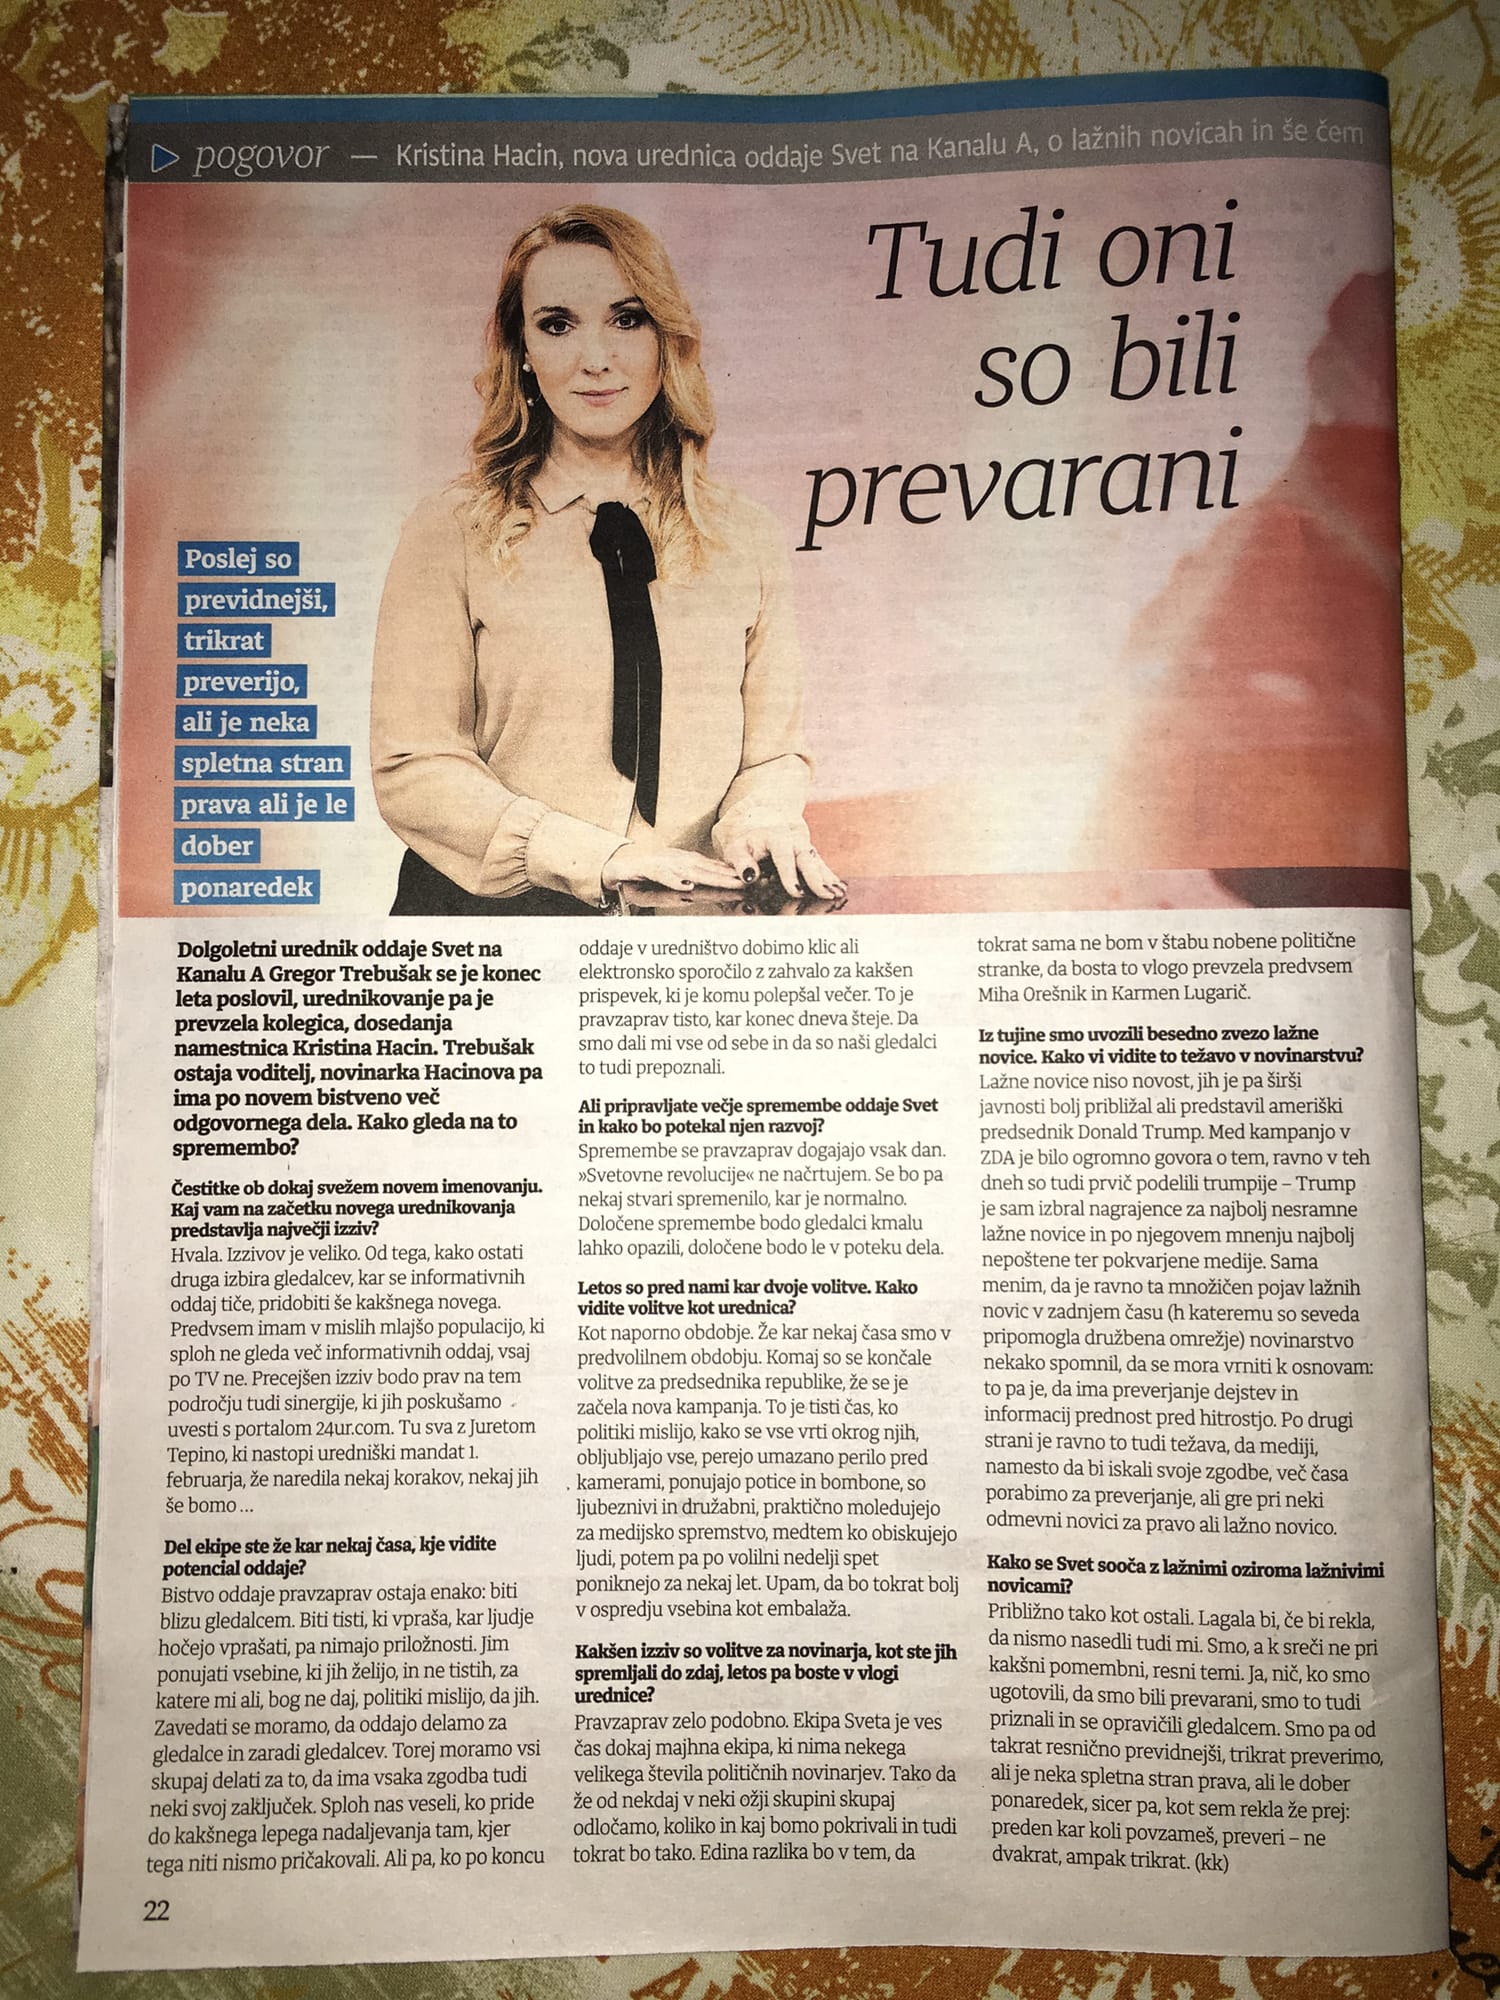 pogovor — Kristina Hacin, nova urednica oddaje Svet na Kanalu A, o lažnih novicah in še čem
Tudi oni
so bili
prevarani
Poslej so
previdnejši,
trikrat
preverijo,
ali je neka
spletna stran
prava ali je le
dober
ponaredek
Dolgoletni urednik oddaje Svet na
Kanalu A Gregor Trebušak se je konec
leta poslovil, urednikovanje pa je
prevzela kolegica, dosedanja
namestnica Kristina Hacin. Trebušak
ostaja voditelj, novinarka Hacinova pa
ima po novem bistveno več
odgovornega dela. Kako gleda na to
spremembo?
Čestitke ob dokaj svežem novem imenovanju.
Kaj vam na začetku novega urednikovanja
predstavlja največji izziv?
Hvala. Izzivov je veliko. Od tega, kako ostati
druga izbira gledalcev, kar se informativnih
oddaj tiče, pridobiti še kakšnega novega.
Predvsem imam v mislih mlajšo populacijo, ki
sploh ne gleda več informativnih oddaj, vsaj
po TV ne. Precejšen izziv bodo prav na tem
področju tudi sinergije, ki jih poskušamo
uvesti s portalom 24ur.com. Tu sva z Juretom
Tepino, ki nastopi uredniški mandat 1.
februarja, že naredila nekaj korakov, nekaj jih
še bomo ...
Del ekipe ste že kar nekaj časa, kje vidite
potencial oddaje?
Bistvo oddaje pravzaprav ostaja enako: biti
blizu gledalcem. Biti tisti, ki vpraša, kar ljudje
hočejo vprašati, pa nimajo priložnosti. Jim
ponujati vsebine, ki jih želijo, in ne tistih, za
katere mi ali, bog ne daj, politiki mislijo, da jih.
Zavedati se moramo, da oddajo delamo za
gledalce in zaradi gledalcev. Torej moramo vsi
skupaj delati za to, da ima vsaka zgodba tudi
neki svoj zaključek. Sploh nas veseli, ko pride
do kakšnega lepega nadaljevanja tam, kjer
tega niti nismo pričakovali. Ali pa, ko po koncu
oddaje v uredništvo dobimo klic ali
elektronsko sporočilo z zahvalo za kakšen
prispevek, ki je komu polepšal večer. To je
pravzaprav tisto, kar konec dneva šteje. Da
smo dali mi vse od sebe in da so naši gledalci
to tudi prepoznali.
Ali pripravljate večje spremembe oddaje Svet
in kako bo potekal njen razvoj?
Spremembe se pravzaprav dogajajo vsak dan.
»Svetovne revolucije« ne načrtujem. Se bo pa
nekaj stvari spremenilo, kar je normalno.
Določene spremembe bodo gledalci kmalu
lahko opazili, določene bodo le v poteku dela.
Letos so pred nami kar dvoje volitve. Kako
vidite volitve kot urednica?
Kot naporno obdobje. Že kar nekaj časa smo v
predvolilnem obdobju. Komaj so se končale
volitve za predsednika republike, že se je
začela nova kampanja. To je tisti čas, ko
politiki mislijo, kako se vse vrti okrog njih,
obljubljajo vse, perejo umazano perilo pred
kamerami, ponujajo potice in bombone, so
ljubeznivi in družabni, praktično moledujejo
za medijsko spremstvo, medtem ko obiskujejo
ljudi, potem pa po volilni nedelji spet
poniknejo za nekaj let. Upam, da bo tokrat bolj
v ospredju vsebina kot embalaža.
Kakšen izziv so volitve za novinarja, kot ste jih
spremljali do zdaj, letos pa boste v vlogi
urednice?
Pravzaprav zelo podobno. Ekipa Sveta je ves
čas dokaj majhna ekipa, ki nima nekega
velikega števila političnih novinarjev. Tako da
že od nekdaj v neki ožji skupini skupaj
odločamo, koliko in kaj bomo pokrivali in tudi
tokrat bo tako. Edina razlika bo v tem, da
tokrat sama ne bom v štabu nobene politične
stranke, da bosta to vlogo prevzela predvsem
Miha Orešnik in Karmen Lugarič.
Iz tujine smo uvozili besedno zvezo lažne
novice. Kako vi vidite to težavo v novinarstvu?
Lažne novice niso novost, jih je pa širši
javnosti bolj približal ali predstavil ameriški
predsednik Donald Trump. Med kampanjo v
ZDA je bilo ogromno govora o tem, ravno v teh
dneh so tudi prvič podelili trumpije – Trump
je sam izbral nagrajence za najbolj nesramne
lažne novice in po njegovem mnenju najbolj
nepoštene ter pokvarjene medije. Sama
menim, da je ravno ta množičen pojav lažnih
novic v zadnjem času (h kateremu so seveda
pripomogla družbena omrežje) novinarstvo
nekako spomnil, da se mora vrniti k osnovam:
to pa je, da ima preverjanje dejstev in
informacij prednost pred hitrostjo. Po drugi
strani je ravno to tudi težava, da mediji,
namesto da bi iskali svoje zgodbe, več časa
porabimo za preverjanje, ali gre pri neki
odmevni novici za pravo ali lažno novico.
Kako se Svet sooča z lažnimi oziroma lažnivimi
novicami?
Približno tako kot ostali. Lagala bi, če bi rekla,
da nismo nasedli tudi mi. Smo, a k sreči ne pri
kakšni pomembni, resni temi. Ja, nič, ko smo
ugotovili, da smo bili prevarani, smo to tudi
priznali in se opravičili gledalcem. Smo pa od
takrat resnično previdnejši, trikrat preverimo,
ali je neka spletna stran prava, ali le dober
ponaredek, sicer pa, kot sem rekla že prej:
preden kar koli povzameš, preveri – ne
dvakrat, ampak trikrat. (kk)
22